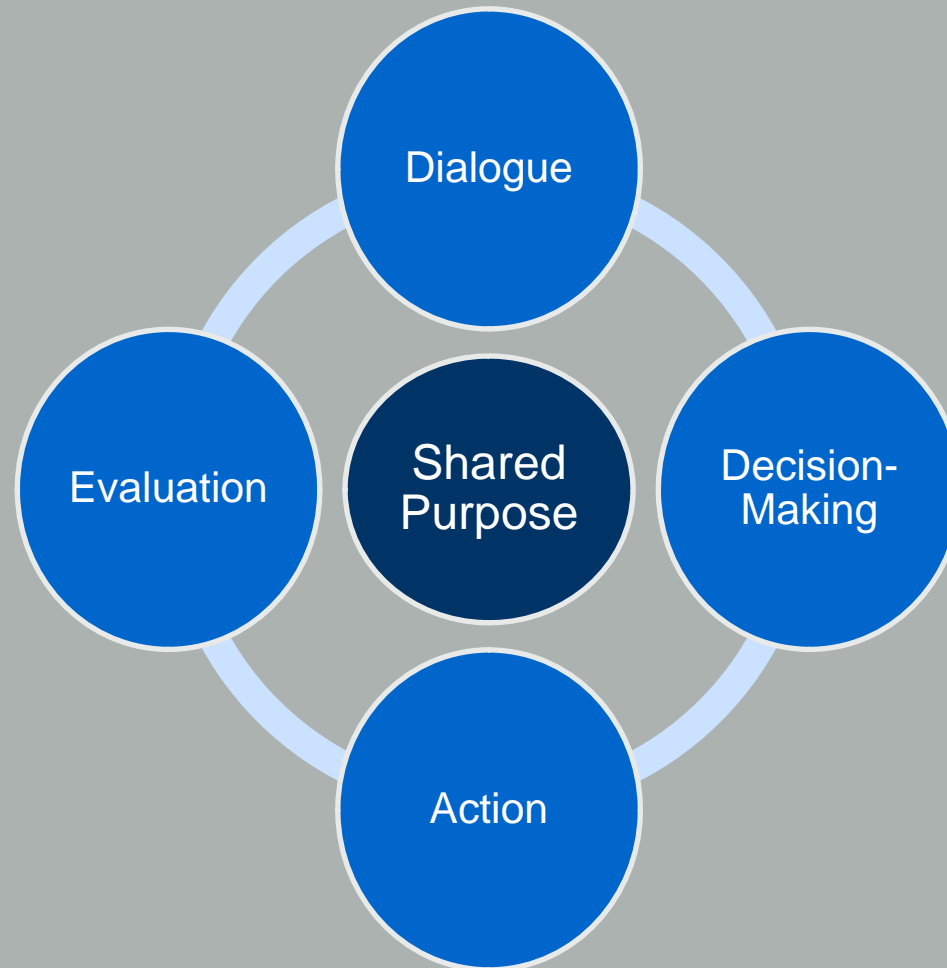 Dialogue
Evaluation
Shared
Purpose
Decision-
Making
Action